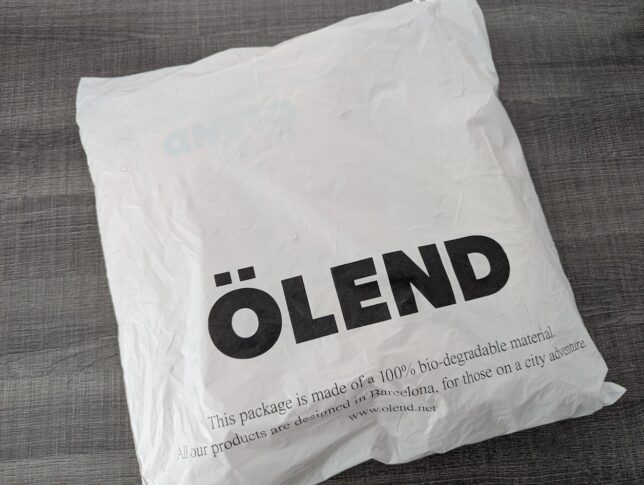 ÖLEND
ÖLEND
This package is made of a 100% bio-degradable material.
All our products are designed in Barcelona, for those on a city adventure.
www.olend.net